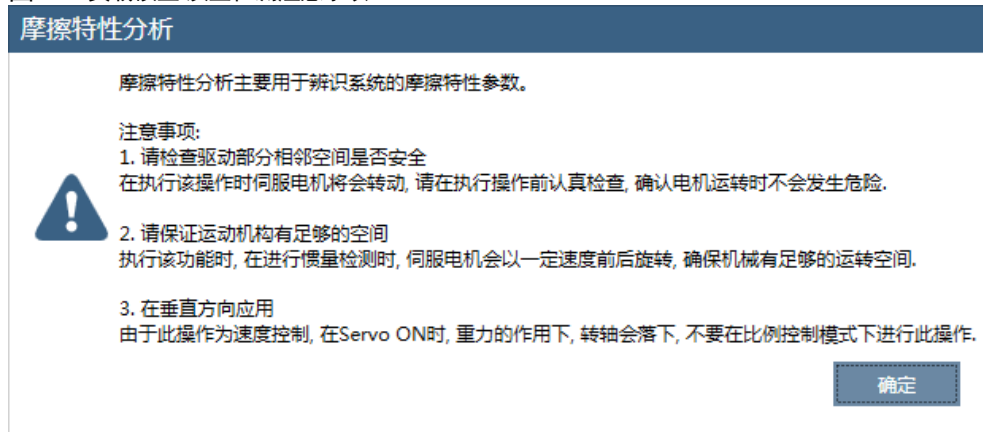 摩擦特性分析
摩擦特性分析主要用于辨识系统的摩擦特性参数。
注意事项:
1. 请检查驱动部分相邻空间是否安全
在执行该操作时伺服电机将会转动, 请在执行操作前认真检查, 确认电机运转时不会发生危险.
2. 请保证运动机构有足够的空间
执行该功能时, 在进行惯量检测时, 伺服电机会以一定速度前后旋转, 确保机械有足够的运转空间.
3. 在垂直方向应用
由于此操作为速度控制, 在Servo ON时, 重力的作用下, 转轴会落下, 不要在比例控制模式下进行此操作.
确定